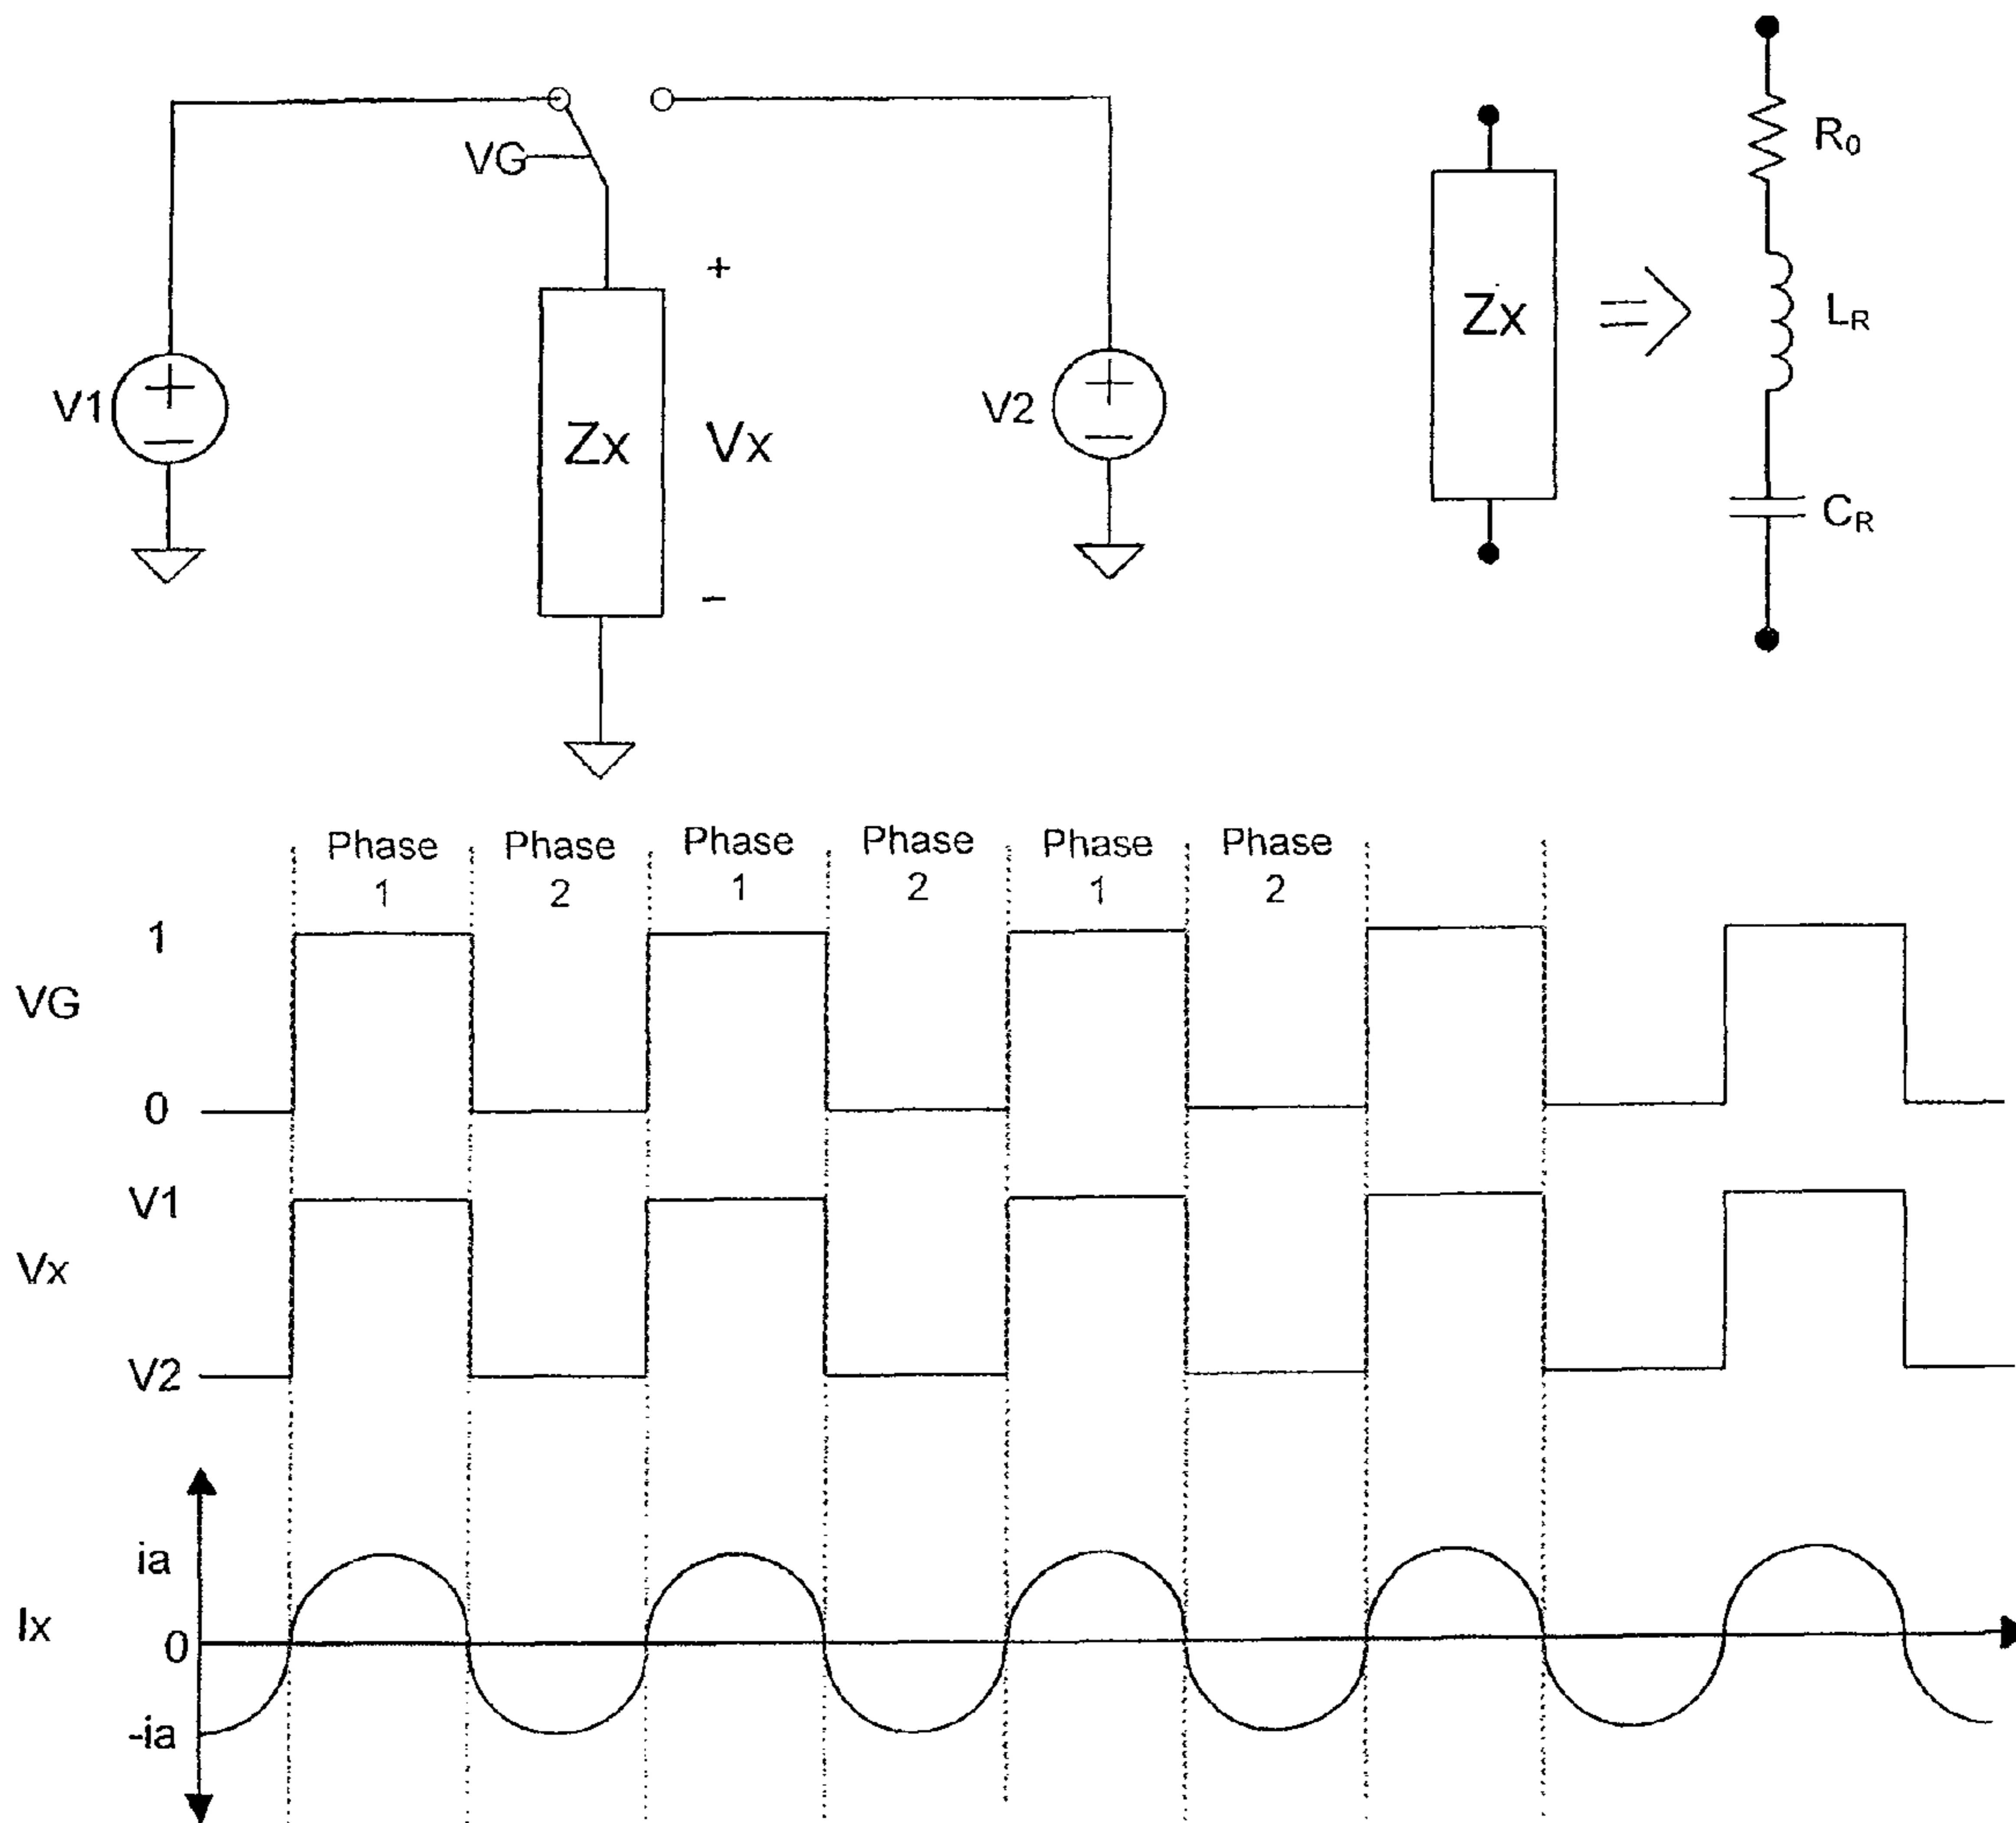 VG
+
V1
Zx
Vx
−
V2
Zx
R0
LR
CR
Phase 1
Phase 2
Phase 1
Phase 2
Phase 1
Phase 2
VG
1
0
Vx
V1
V2
Ix
ia
0
-ia